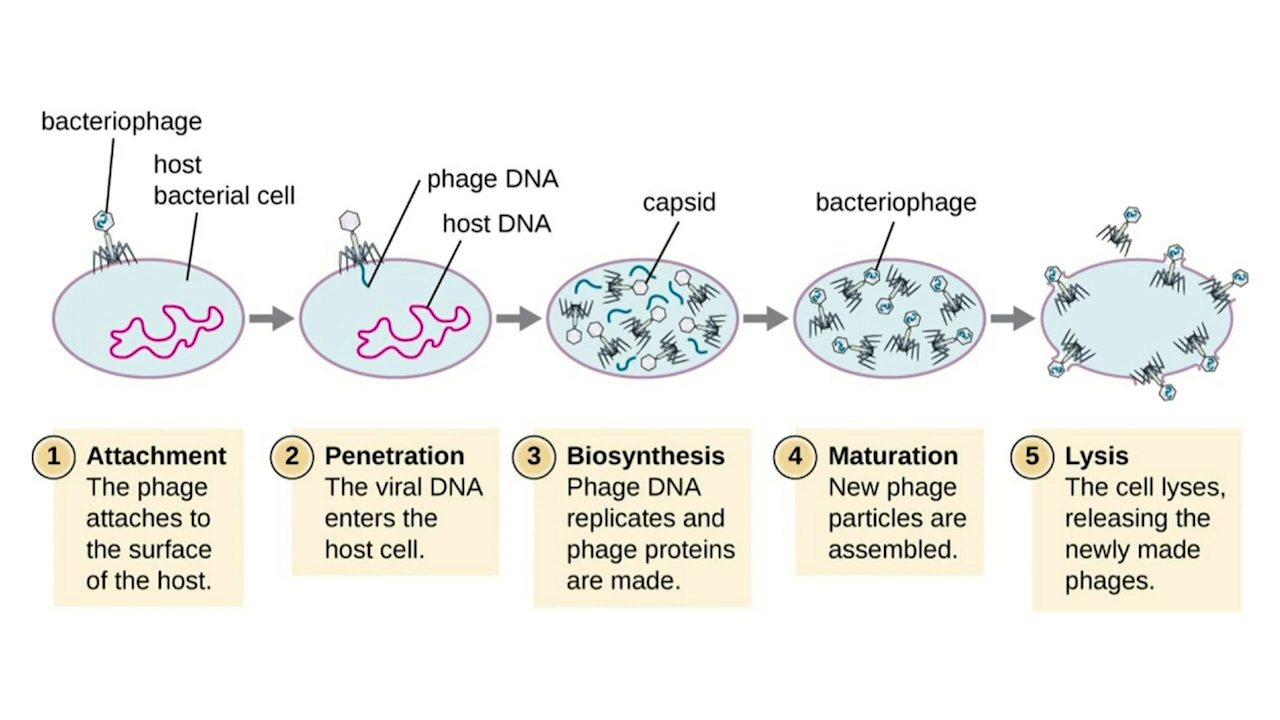 bacteriophage
host
bacterial cell
phage DNA
host DNA
capsid
bacteriophage
1 Attachment
The phage
attaches to
the surface
of the host.
2 Penetration
The viral DNA
enters the
host cell.
3 Biosynthesis
Phage DNA
replicates and
phage proteins
are made.
4 Maturation
New phage
particles are
assembled.
5 Lysis
The cell lyses,
releasing the
newly made
phages.